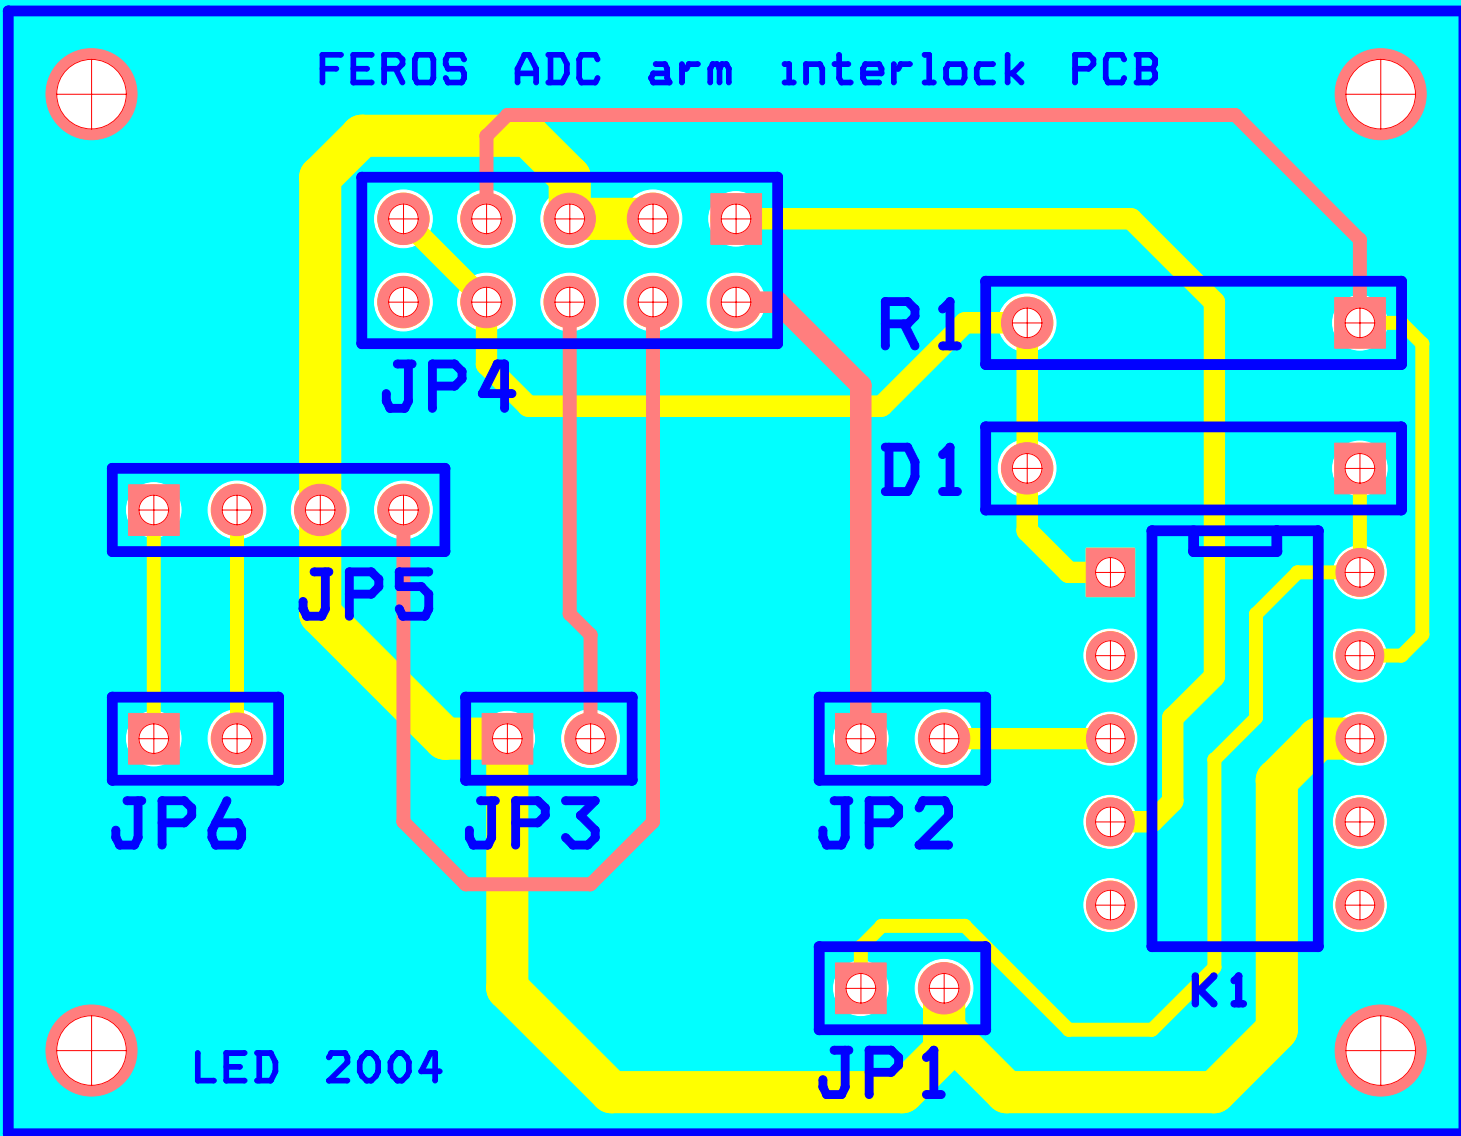 FEROS ADC arm interlock PCB
R1
JP4
D1
JP5
JP6 JP3 JP2
K1
LED 2004
JP1